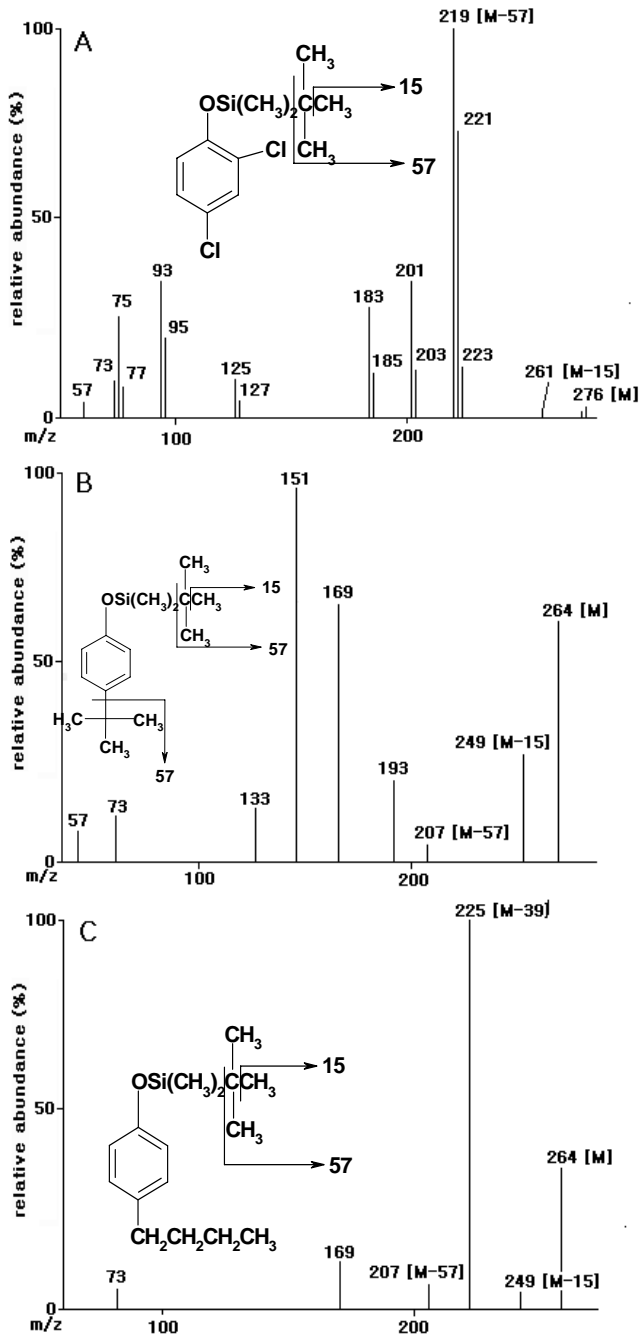 A
relative abundance (%)
100
50
0
m/z
100
200
CH₃
OSi(CH₃)₂CCH₃
CH₃
15
57
Cl
Cl
57
73
75
77
93
95
125
127
183
185
201
203
219 [M-57]
221
223
261 [M-15]
276 [M]
B
relative abundance (%)
100
50
0
m/z
100
200
CH₃
OSi(CH₃)₂CCH₃
CH₃
15
57
H₃C
CH₃
CH₃
57
57
73
133
151
169
193
207 [M-57]
249 [M-15]
264 [M]
C
relative abundance (%)
100
50
0
m/z
100
200
CH₃
OSi(CH₃)₂CCH₃
CH₃
15
57
CH₂CH₂CH₂CH₃
73
169
207 [M-57]
225 [M-39]
249 [M-15]
264 [M]